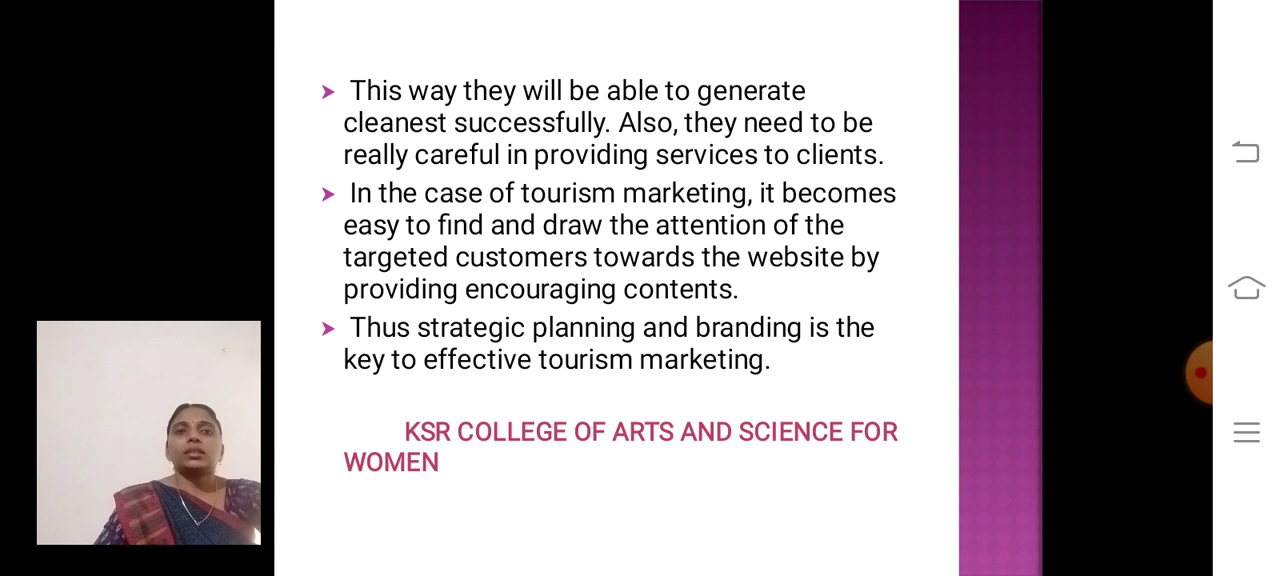 This way they will be able to generate
cleanest successfully. Also, they need to be
really careful in providing services to clients.
In the case of tourism marketing, it becomes
easy to find and draw the attention of the
targeted customers towards the website by
providing encouraging contents.
Thus strategic planning and branding is the
key to effective tourism marketing.
KSR COLLEGE OF ARTS AND SCIENCE FOR
WOMEN